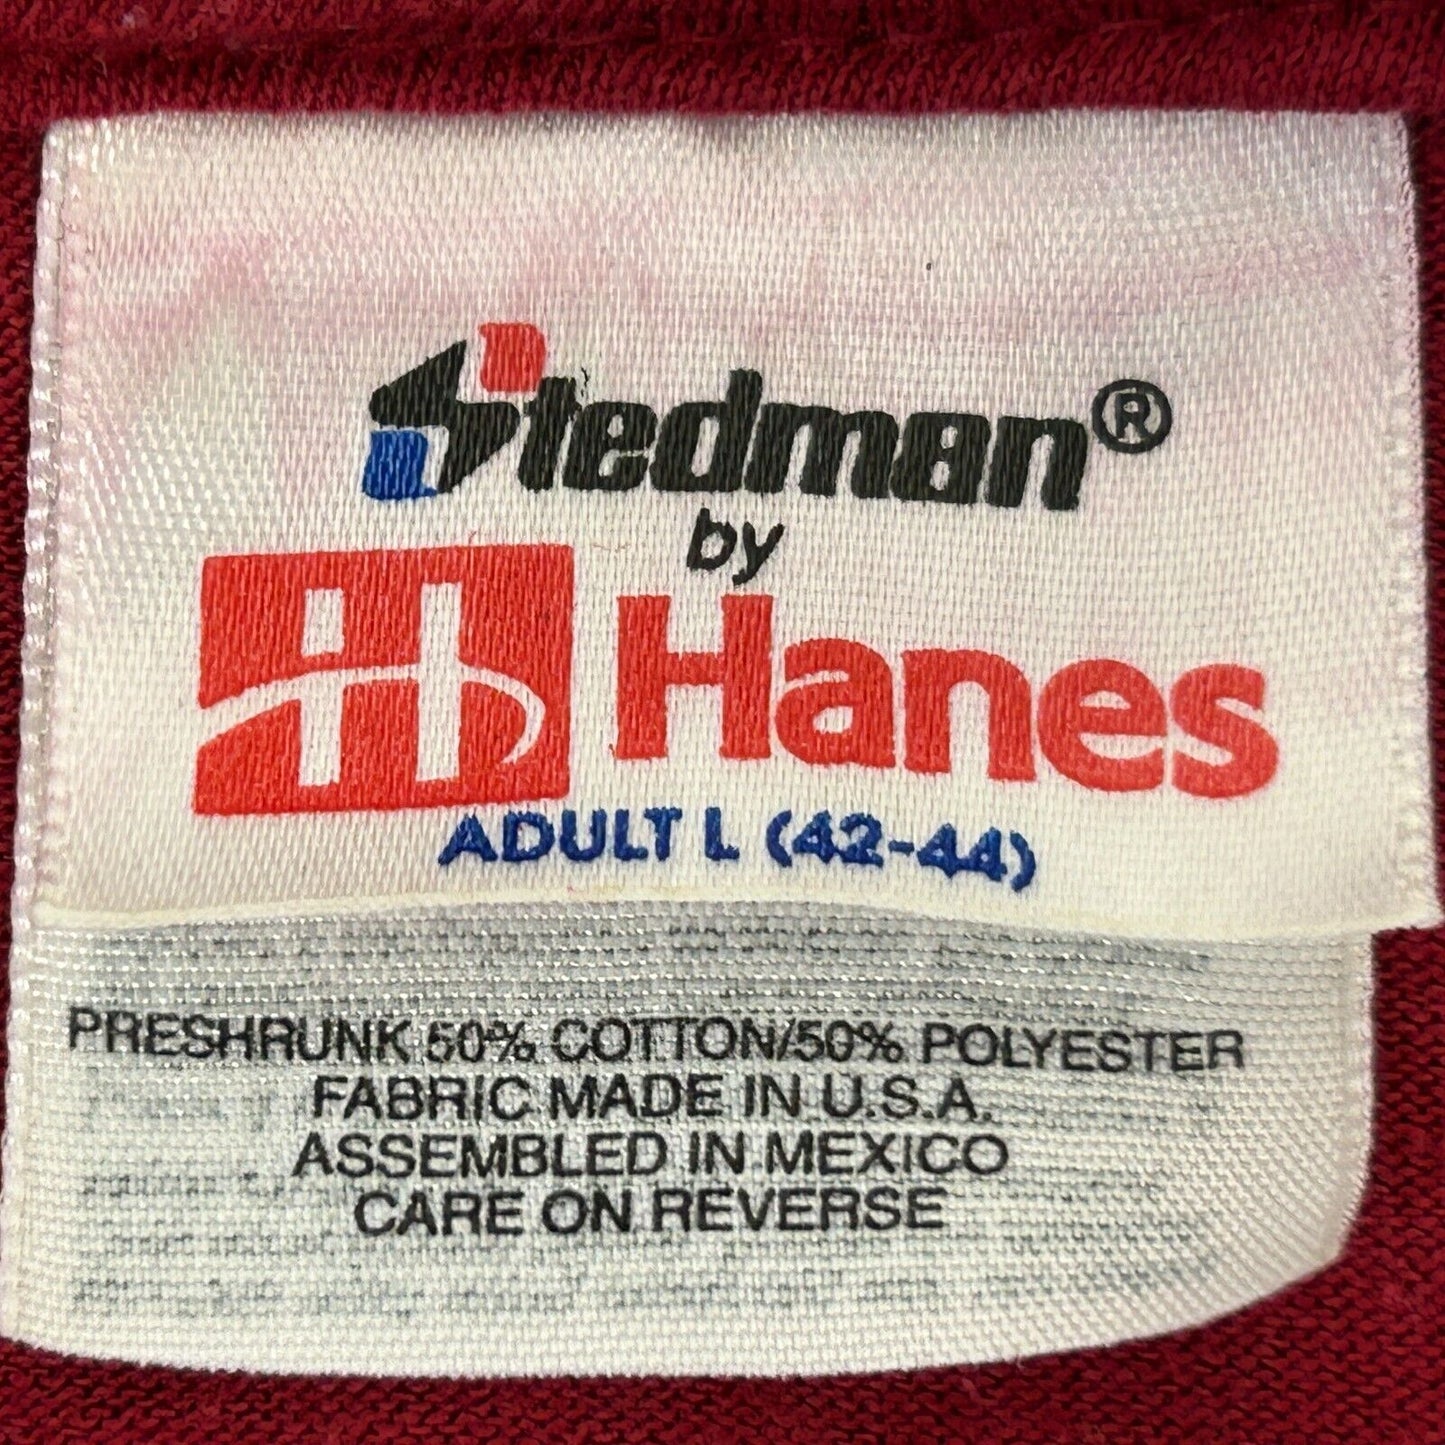 Stedman®
by
Hanes
ADULT L (42-44)
PRESHRUNK 50% COTTON/50% POLYESTER
FABRIC MADE IN U.S.A.
ASSEMBLED IN MEXICO
CARE ON REVERSE